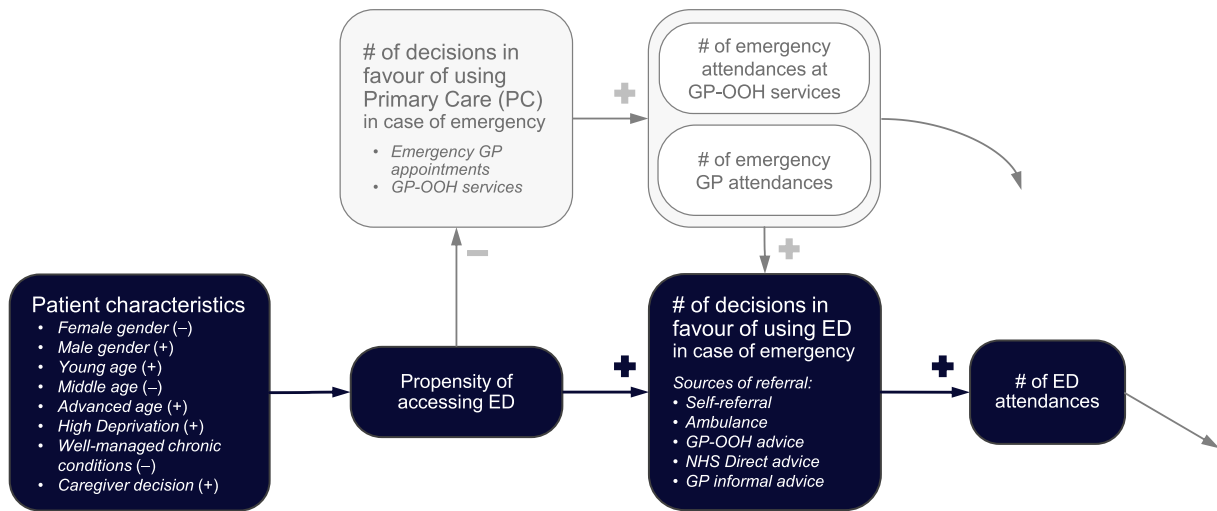 # of decisions in
favour of using
Primary Care (PC)
in case of emergency
• Emergency GP
appointments
• GP-OOH services
+
# of emergency
attendances at
GP-OOH services
# of emergency
GP attendances
–
+
Patient characteristics
• Female gender (–)
• Male gender (+)
• Young age (+)
• Middle age (–)
• Advanced age (+)
• High Deprivation (+)
• Well-managed chronic
conditions (–)
• Caregiver decision (+)
Propensity of
accessing ED
+
# of decisions in
favour of using ED
in case of emergency
Sources of referral:
• Self-referral
• Ambulance
• GP-OOH advice
• NHS Direct advice
• GP informal advice
+
# of ED
attendances